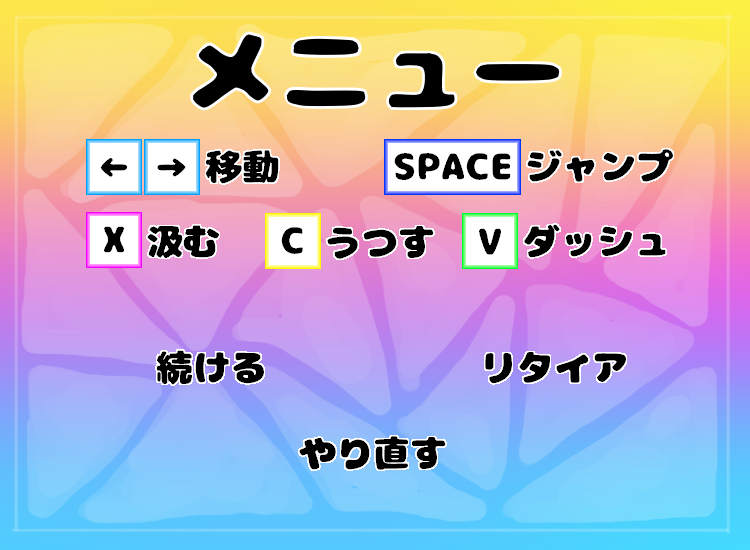 メニュー
← → 移動 SPACE ジャンプ
X 汲む C うつす V ダッシュ
続ける リタイア
やり直す